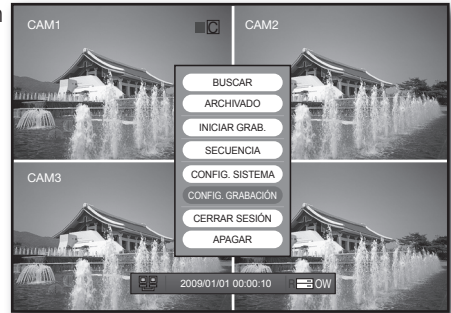 CAM1
C
CAM2
BUSCAR
ARCHIVADO
INICIAR GRAB.
SECUENCIA
CONFIG. SISTEMA
CONFIG. GRABACIÓN
CERRAR SESIÓN
APAGAR
CAM3
2009/01/01 00:00:10
R OW